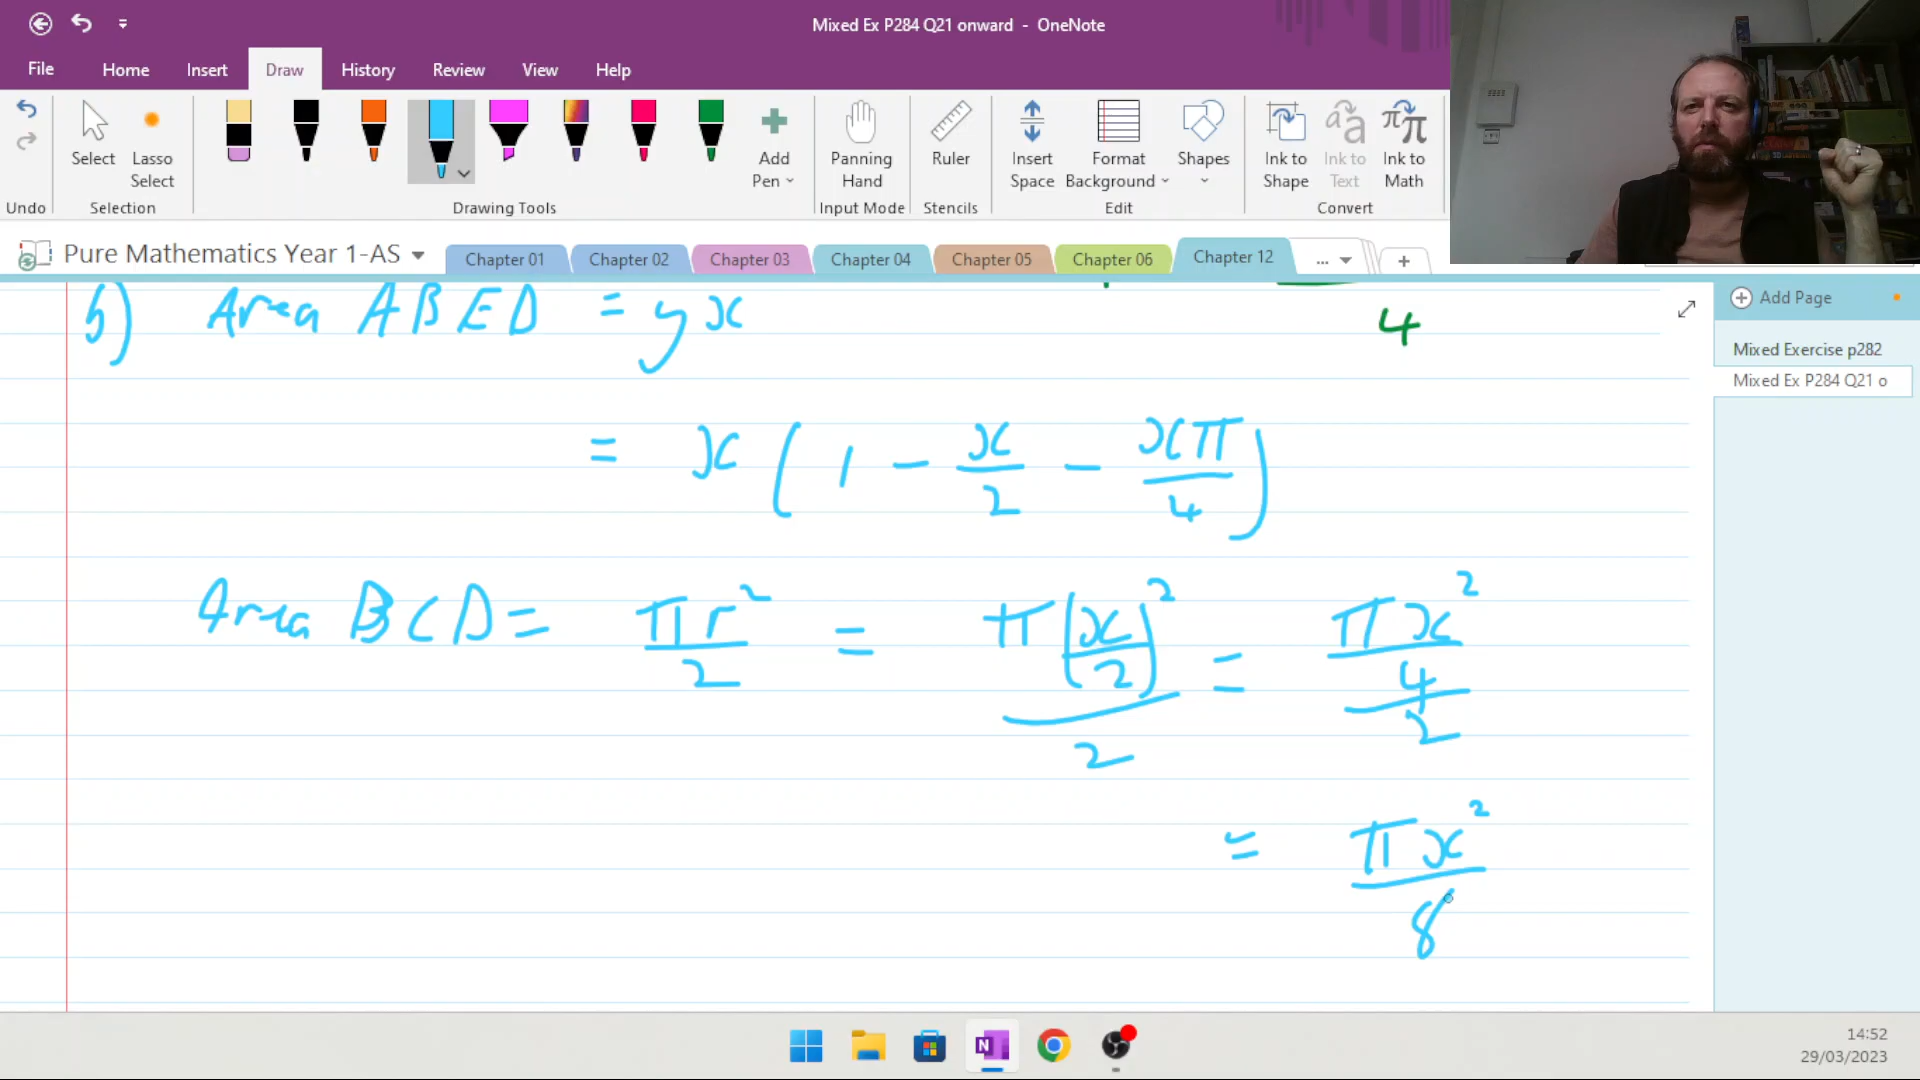 Mixed Ex P284 Q21 onward - OneNote
File Home Insert Draw History Review View Help
Select Lasso Select Add Pen Panning Hand Ruler Insert Space Format Background Shapes Ink to Shape Ink to Text Ink to Math
Undo Selection Drawing Tools Input Mode Stencils Edit Convert
Pure Mathematics Year 1-AS Chapter 01 Chapter 02 Chapter 03 Chapter 04 Chapter 05 Chapter 06 Chapter 12 ...
Add Page
Mixed Exercise p282
Mixed Ex P284 Q21 o
4
b) Area ABED = yx
= x(1 - x/2 - xπ/4)
Area BCD = πr²/2 = π(x/2)²/2 = πx²/4/2
= πx²/8
14:52
29/03/2023